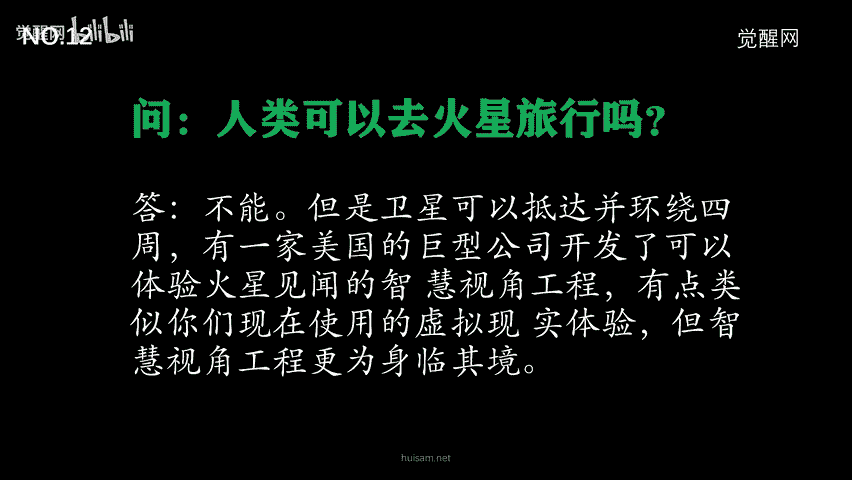 觉醒网 bilibili
NO.12
觉醒网
问：人类可以去火星旅行吗？
答：不能。但是卫星可以抵达并环绕四
周，有一家美国的巨型公司开发了可以
体验火星见闻的智 慧视角工程，有点类
似你们现在使用的虚拟现 实体验，但智
慧视角工程更为身临其境。
huisam.net